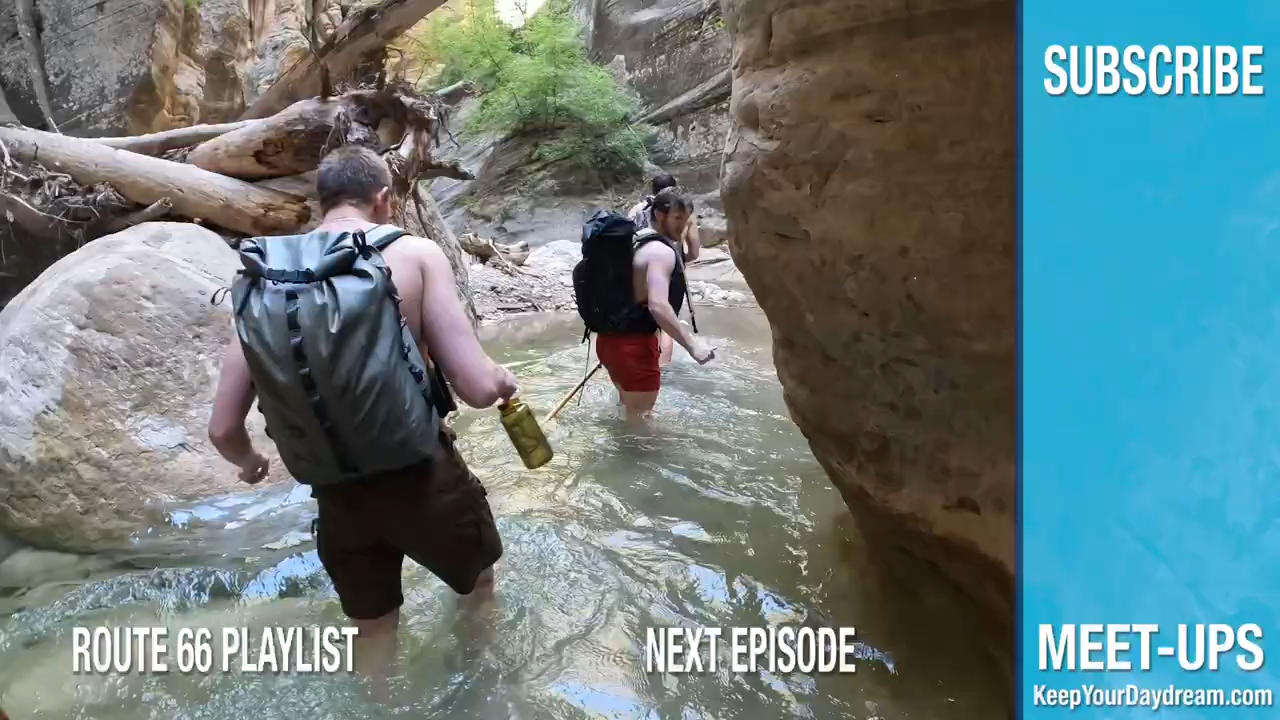 SUBSCRIBE
ROUTE 66 PLAYLIST
NEXT EPISODE
MEET-UPS
KeepYourDaydream.com